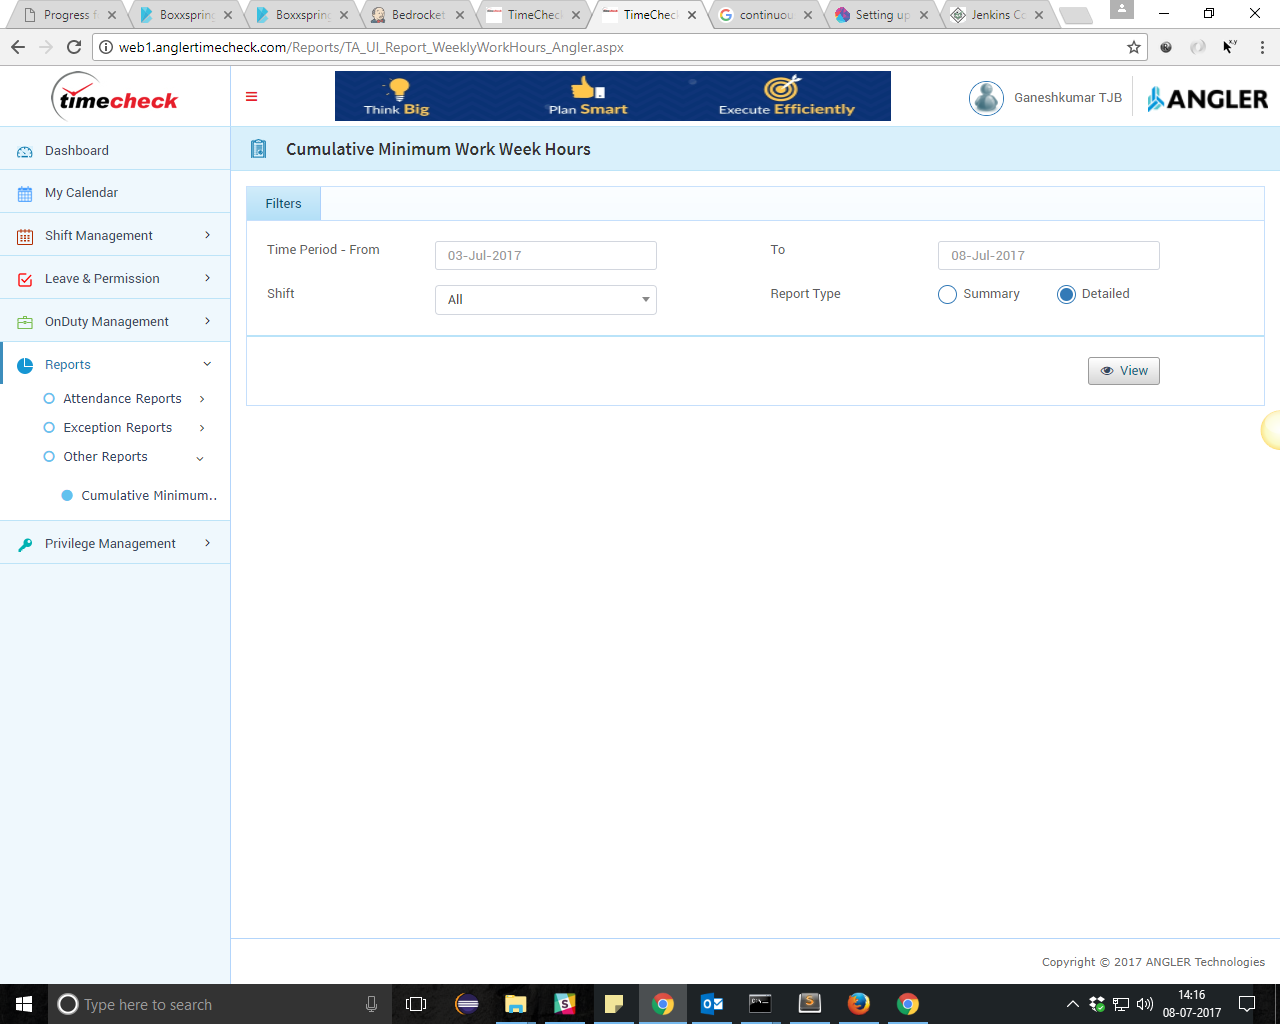 Progress f
Boxxspring
Boxxspring
Bedrocket
TimeChec
TimeChec
continuou
Setting up
Jenkins Co
web1.anglertimecheck.com/Reports/TA_UI_Report_WeeklyWorkHours_Angler.aspx
timecheck
Think Big
Plan Smart
Execute Efficiently
Ganeshkumar TJB
ANGLER
Dashboard
My Calendar
Shift Management
Leave & Permission
OnDuty Management
Reports
Attendance Reports
Exception Reports
Other Reports
Cumulative Minimum..
Privilege Management
Cumulative Minimum Work Week Hours
Filters
Time Period - From
03-Jul-2017
To
08-Jul-2017
Shift
All
Report Type
Summary
Detailed
View
Copyright © 2017 ANGLER Technologies
Type here to search
14:16
08-07-2017